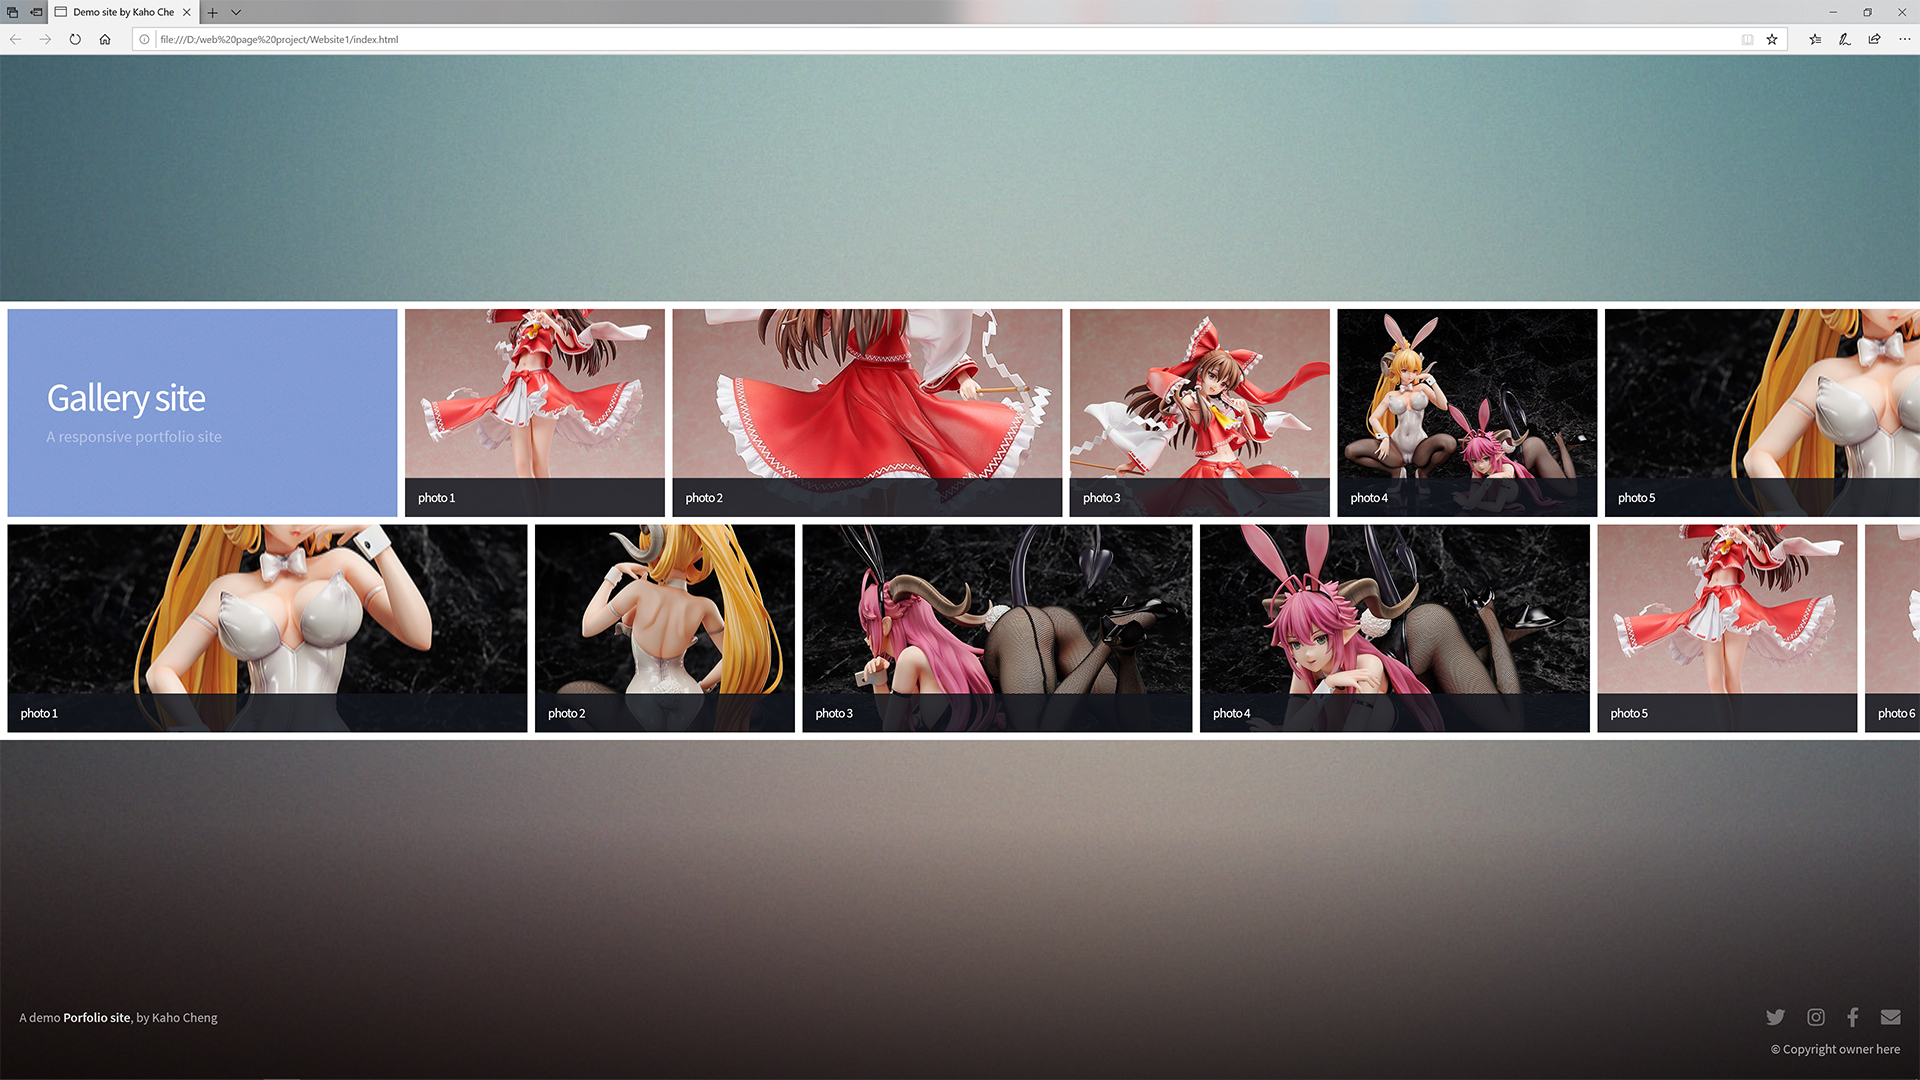 Demo site by Kaho Che
file:///D:/web%20page%20project/Website1/index.html
Gallery site
A responsive portfolio site
photo 1
photo 2
photo 3
photo 4
photo 5
photo 1
photo 2
photo 3
photo 4
photo 5
photo 6
A demo Porfolio site, by Kaho Cheng
© Copyright owner here